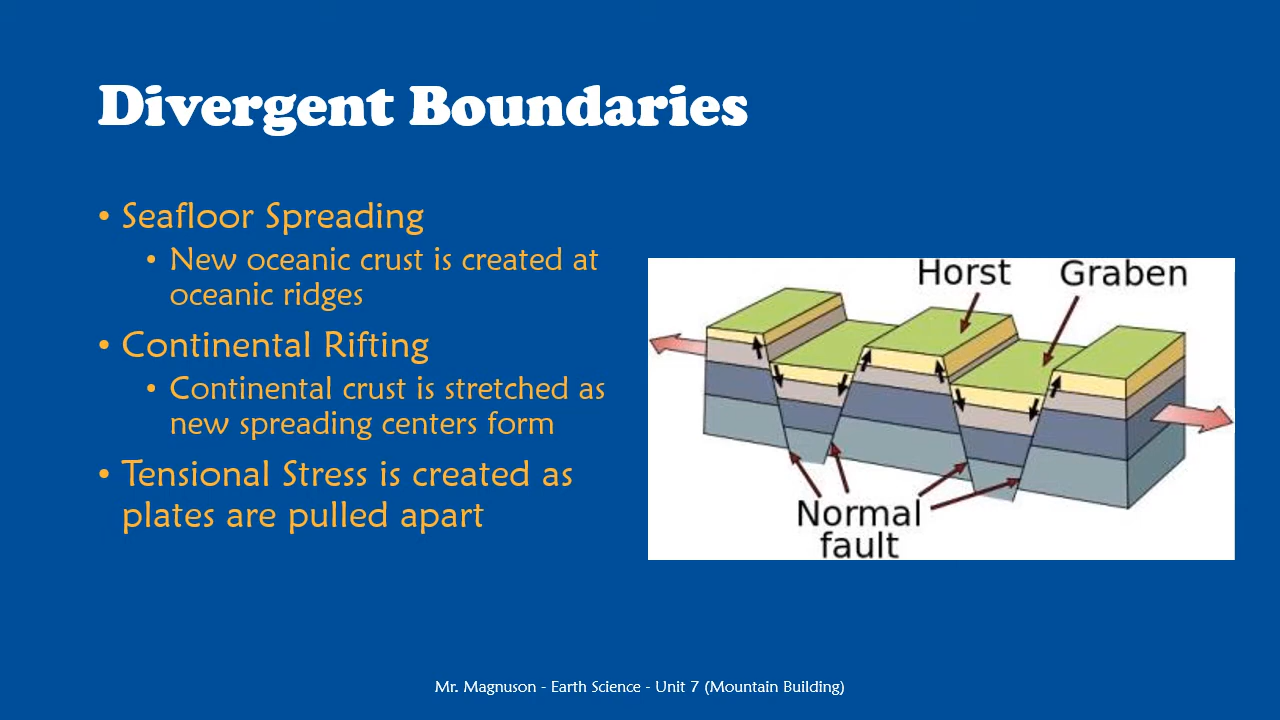 Divergent Boundaries
• Seafloor Spreading
• New oceanic crust is created at
oceanic ridges
• Continental Rifting
• Continental crust is stretched as
new spreading centers form
• Tensional Stress is created as
plates are pulled apart
Horst Graben
Normal
fault
Mr. Magnuson - Earth Science - Unit 7 (Mountain Building)